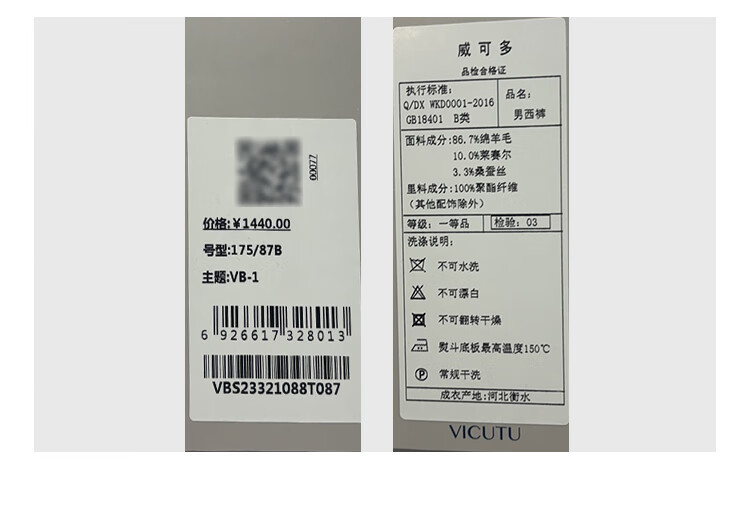 00077
价格:¥1440.00
号型:175/87B
主题:VB-1
6 926617 328013
VBS23321088T087
威可多
品检合格证
执行标准:
Q/DX WKD0001-2016
GB18401 B类
品名:
男西裤
面料成分:86.7%绵羊毛
10.0%莱赛尔
3.3%桑蚕丝
里料成分:100%聚酯纤维
(其他配饰除外)
等级: 一等品
检验: 03
洗涤说明:
不可水洗
不可漂白
不可翻转干燥
熨斗底板最高温度150℃
P 常规干洗
成衣产地:河北衡水
VICUTU